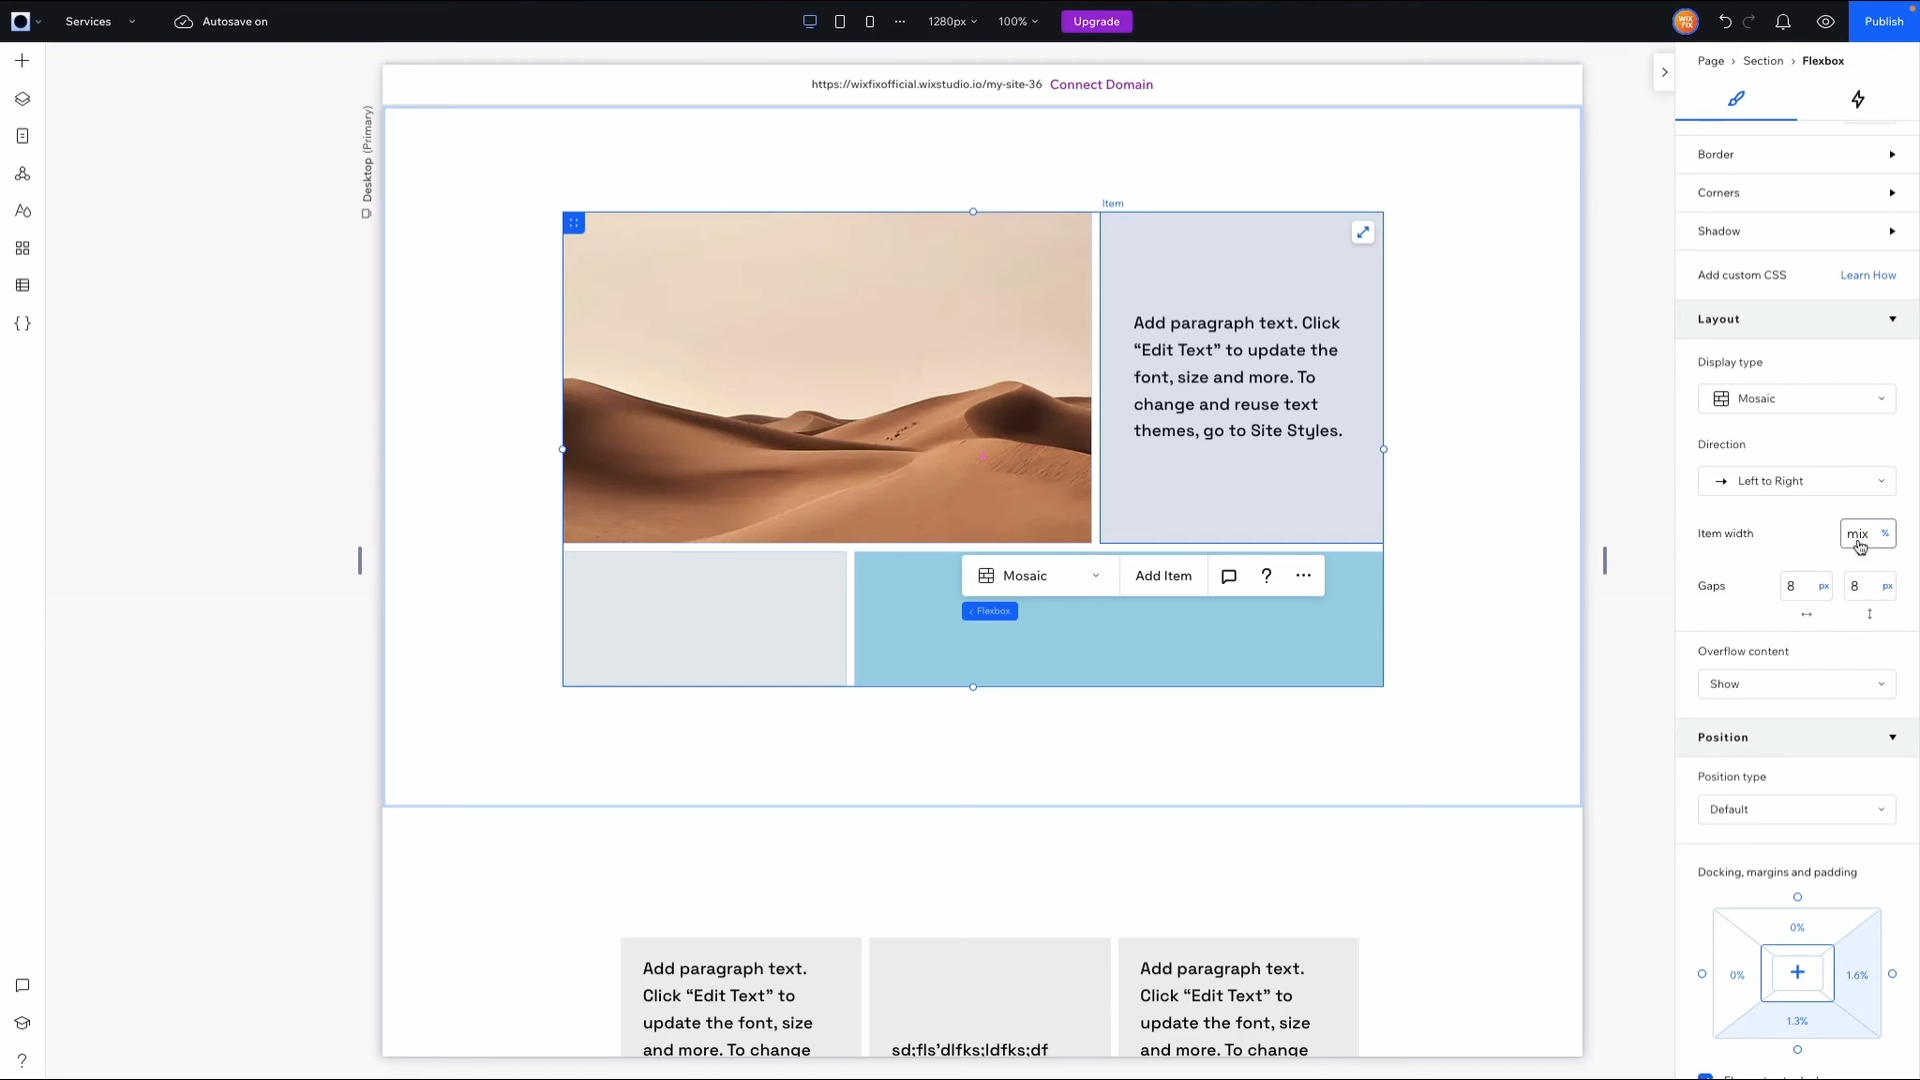 Services
Autosave on
1280px
100%
Upgrade
WIX
FIX
Publish
https://wixfixofficial.wixstudio.io/my-site-36 Connect Domain
Desktop (Primary)
Page > Section > Flexbox
Border
Corners
Shadow
Add custom CSS Learn How
Layout
Display type
Mosaic
Direction
Left to Right
Item width mix %
Gaps 8 px 8 px
Overflow content
Show
Position
Position type
Default
Docking, margins and padding
0%
0% 1.6%
1.3%
Item
Add paragraph text. Click
“Edit Text” to update the
font, size and more. To
change and reuse text
themes, go to Site Styles.
Mosaic
Add Item
?
Flexbox
Add paragraph text.
Click “Edit Text” to
update the font, size
and more. To change
sd;fls'dlfks;ldfks;df
Add paragraph text.
Click “Edit Text” to
update the font, size
and more. To change
?